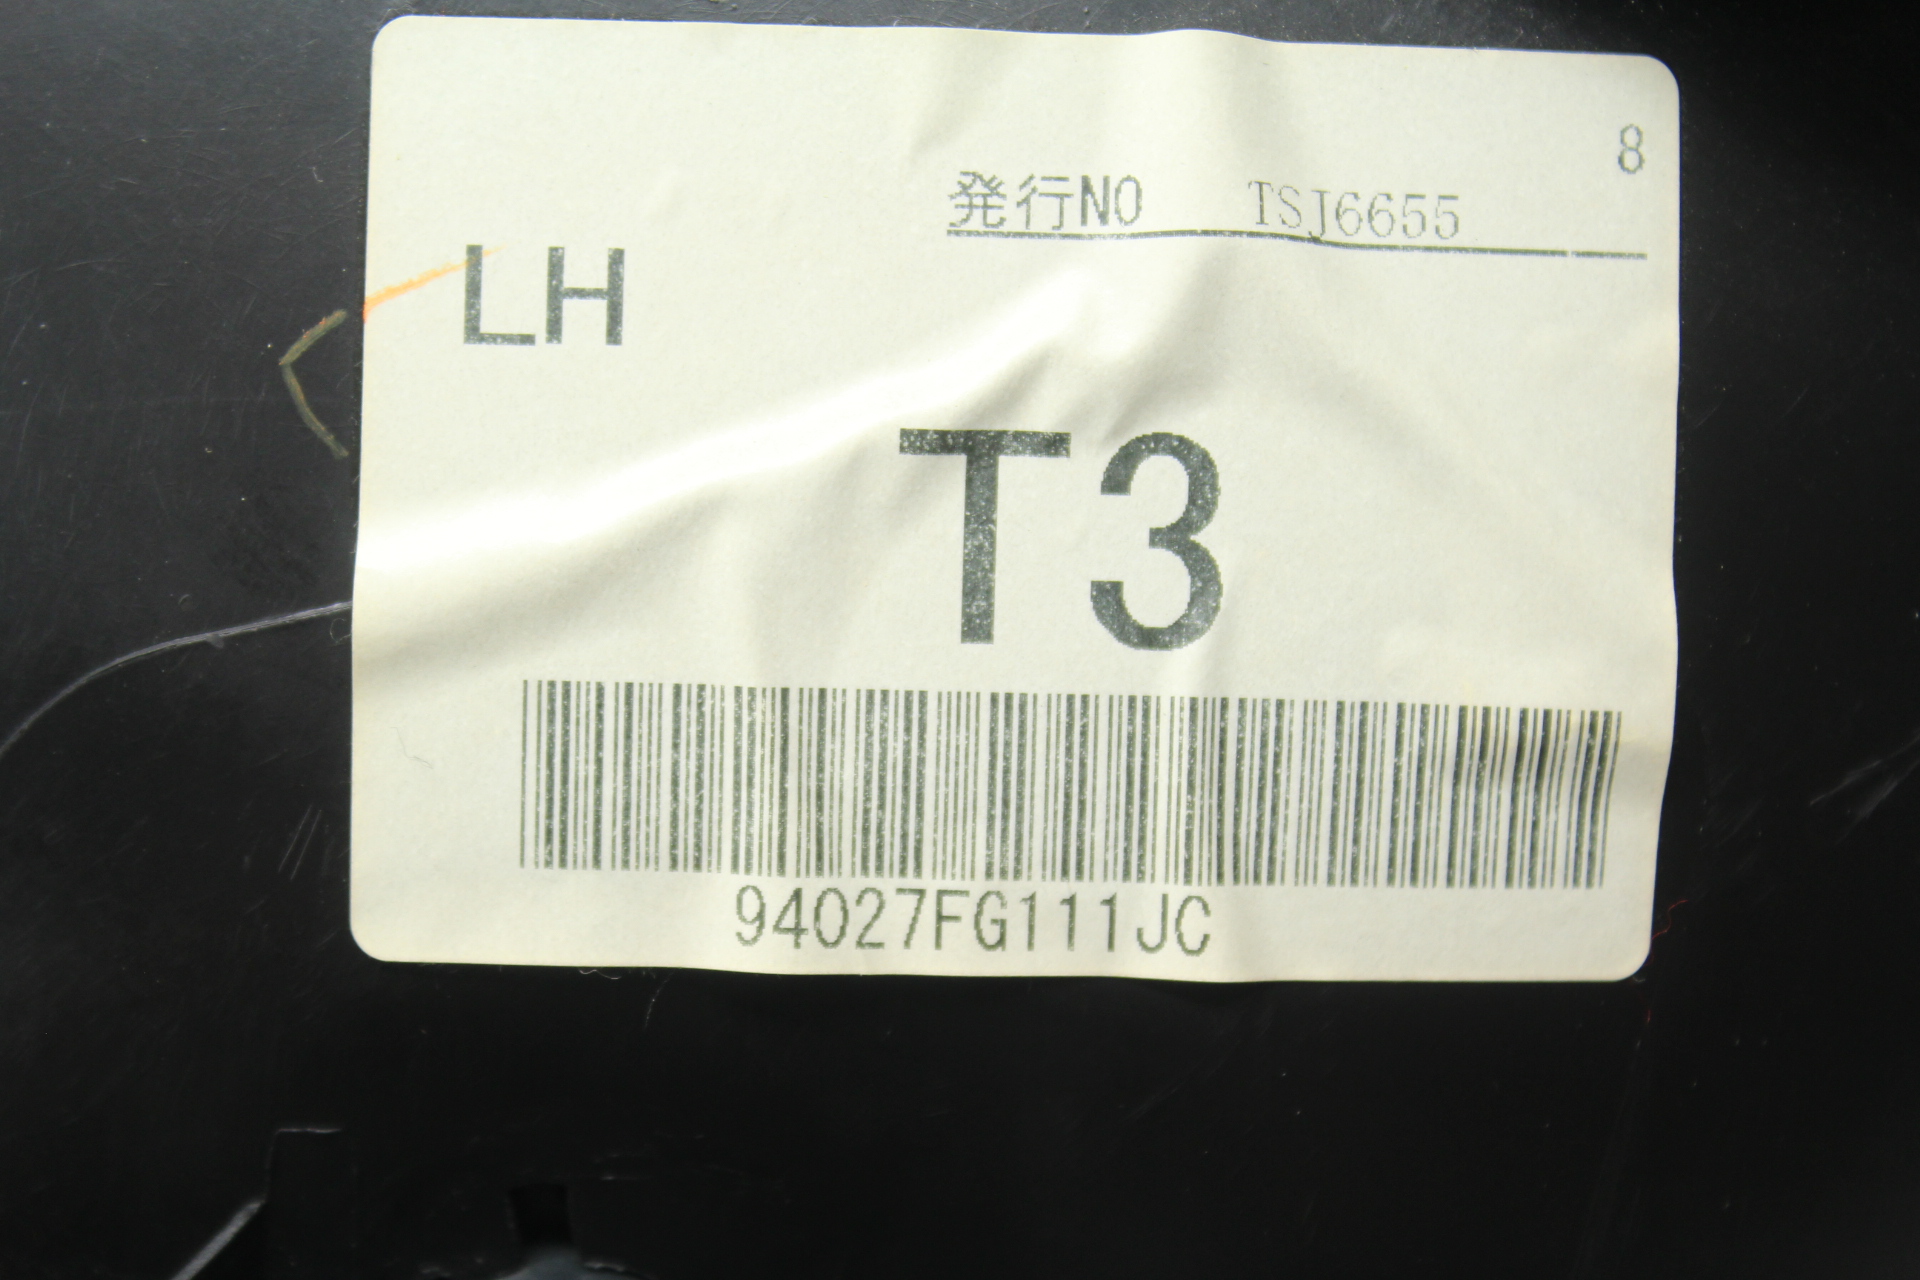 8
発行NO TSJ6655
LH
T3
94027FG111JC